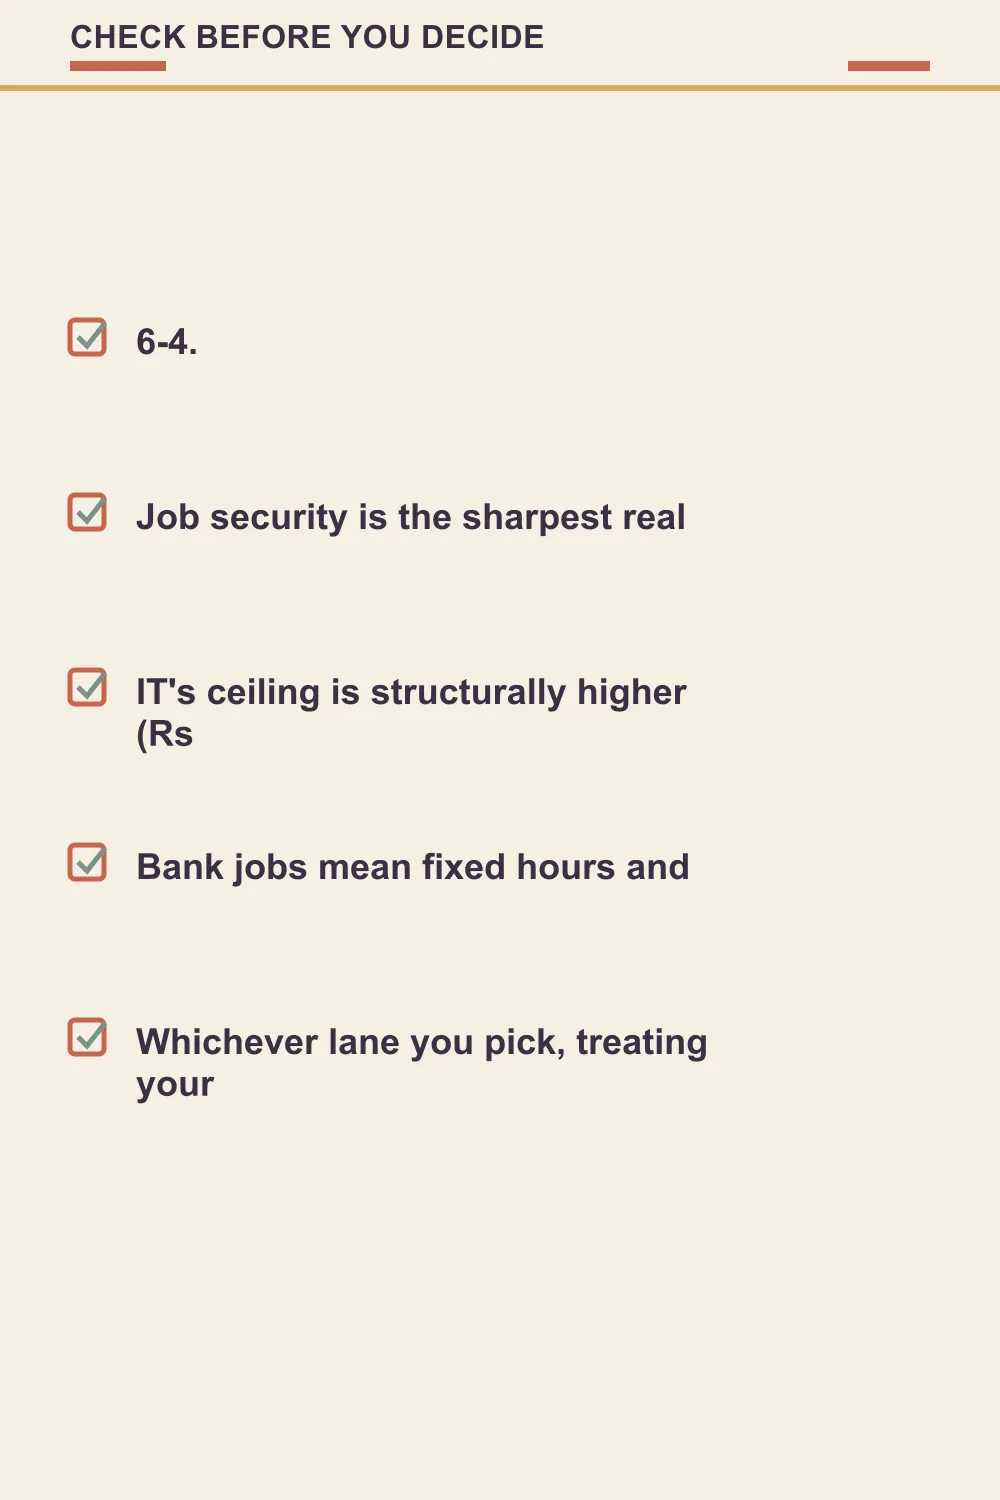 CHECK BEFORE YOU DECIDE
6-4.
Job security is the sharpest real
IT's ceiling is structurally higher
(Rs
Bank jobs mean fixed hours and
Whichever lane you pick, treating
your